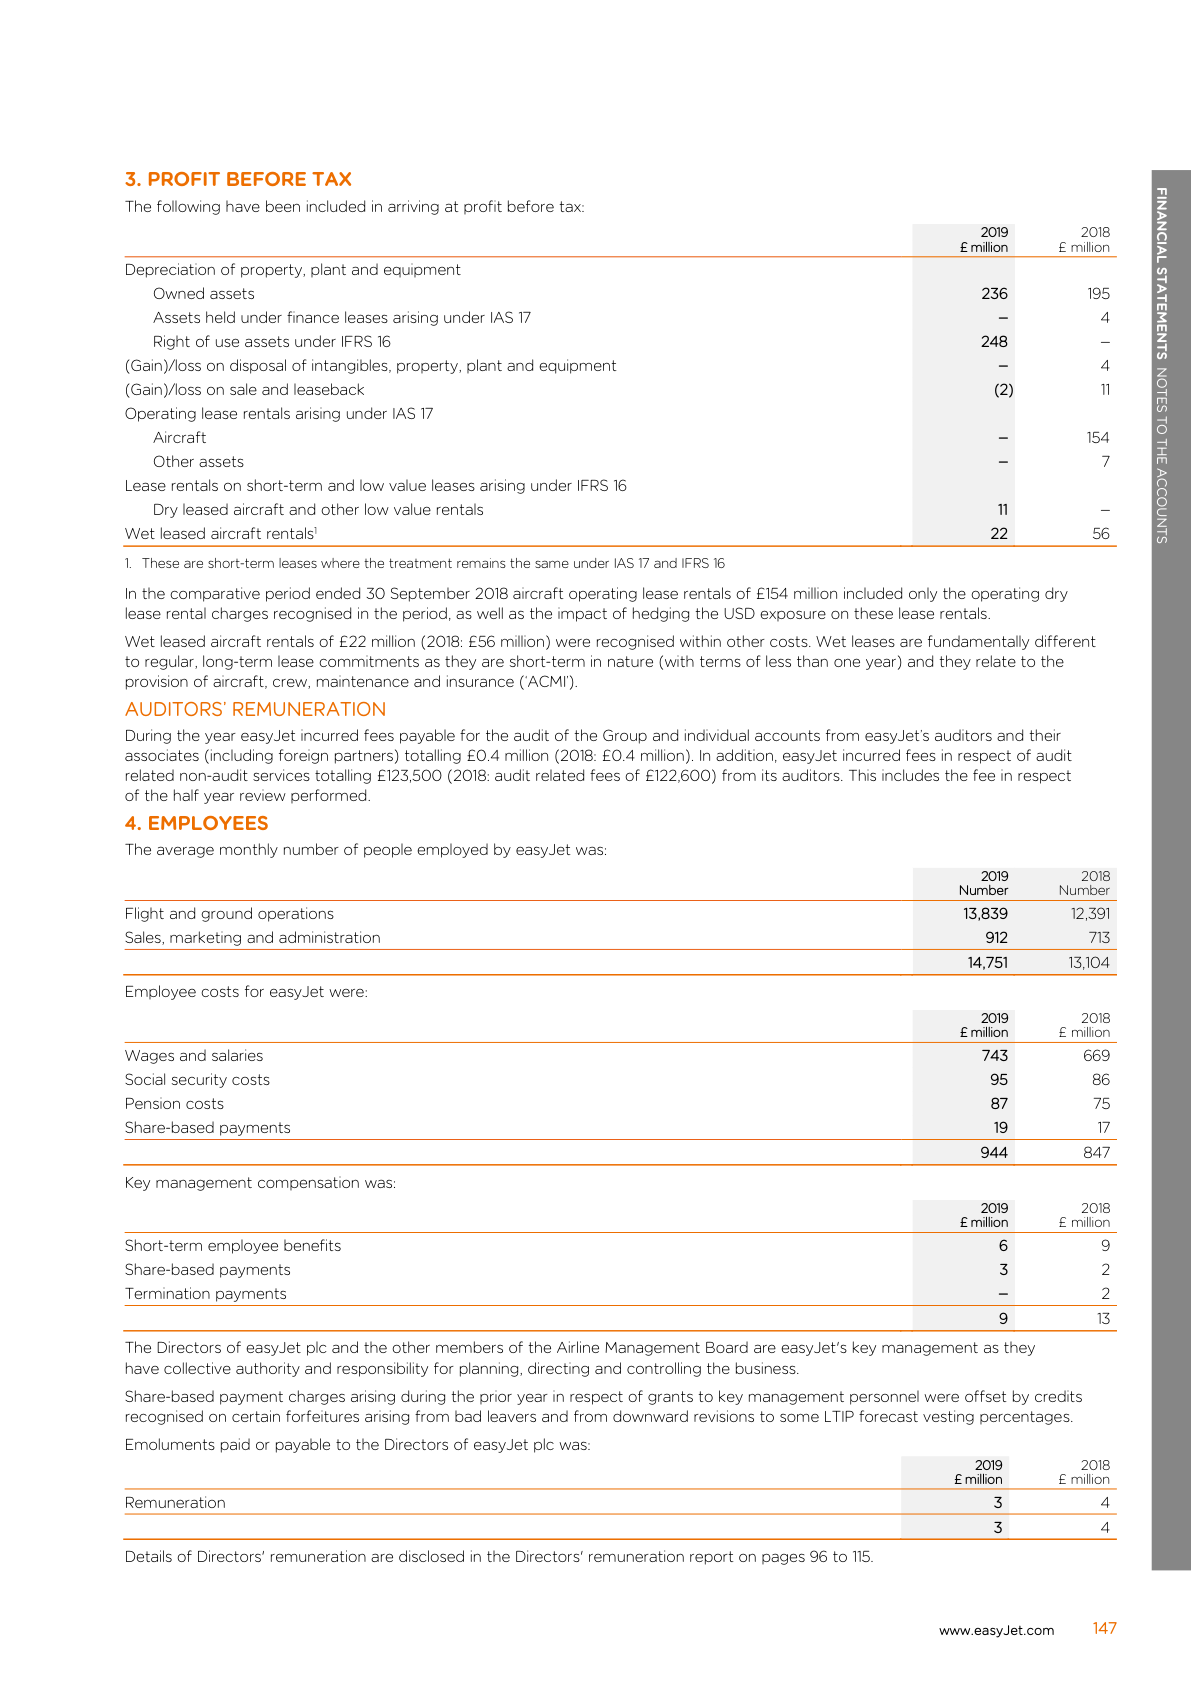 3. PROFIT BEFORE TAX
The following have been included in arriving at profit before tax:
2019 2018
£ million £ million
Depreciation of property, plant and equipment
Owned assets 236 195
Assets held under finance leases arising under IAS 17 – 4
Right of use assets under IFRS 16 248 –
(Gain)/loss on disposal of intangibles, property, plant and equipment – 4
(Gain)/loss on sale and leaseback (2) 11
Operating lease rentals arising under IAS 17
Aircraft – 154
Other assets – 7
Lease rentals on short-term and low value leases arising under IFRS 16
Dry leased aircraft and other low value rentals 11 –
Wet leased aircraft rentals¹ 22 56
1. These are short-term leases where the treatment remains the same under IAS 17 and IFRS 16
In the comparative period ended 30 September 2018 aircraft operating lease rentals of £154 million included only the operating dry
lease rental charges recognised in the period, as well as the impact of hedging the USD exposure on these lease rentals.
Wet leased aircraft rentals of £22 million (2018: £56 million) were recognised within other costs. Wet leases are fundamentally different
to regular, long-term lease commitments as they are short-term in nature (with terms of less than one year) and they relate to the
provision of aircraft, crew, maintenance and insurance (‘ACMI’).
AUDITORS’ REMUNERATION
During the year easyJet incurred fees payable for the audit of the Group and individual accounts from easyJet’s auditors and their
associates (including foreign partners) totalling £0.4 million (2018: £0.4 million). In addition, easyJet incurred fees in respect of audit
related non-audit services totalling £123,500 (2018: audit related fees of £122,600) from its auditors. This includes the fee in respect
of the half year review performed.
4. EMPLOYEES
The average monthly number of people employed by easyJet was:
2019 2018
Number Number
Flight and ground operations 13,839 12,391
Sales, marketing and administration 912 713
14,751 13,104
Employee costs for easyJet were:
2019 2018
£ million £ million
Wages and salaries 743 669
Social security costs 95 86
Pension costs 87 75
Share-based payments 19 17
944 847
Key management compensation was:
2019 2018
£ million £ million
Short-term employee benefits 6 9
Share-based payments 3 2
Termination payments – 2
9 13
The Directors of easyJet plc and the other members of the Airline Management Board are easyJet's key management as they
have collective authority and responsibility for planning, directing and controlling the business.
Share-based payment charges arising during the prior year in respect of grants to key management personnel were offset by credits
recognised on certain forfeitures arising from bad leavers and from downward revisions to some LTIP forecast vesting percentages.
Emoluments paid or payable to the Directors of easyJet plc was:
2019 2018
£ million £ million
Remuneration 3 4
3 4
Details of Directors' remuneration are disclosed in the Directors' remuneration report on pages 96 to 115.
FINANCIAL STATEMENTS NOTES TO THE ACCOUNTS
www.easyJet.com 147